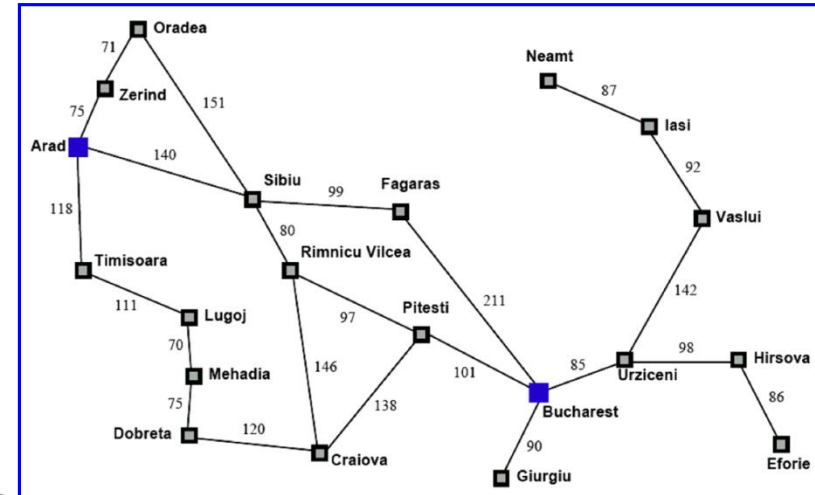 Oradea
71
Neamt
Zerind
87
151
75
Iasi
Arad
140
92
Sibiu
Fagaras
99
118
Vaslui
80
Timisoara
Rimnicu Vilcea
111
211
142
Lugoj
Pitesti
97
70
98
Hirsova
146
85
Mehadia
101
Urziceni
75
138
86
Bucharest
Dobreta
120
90
Craiova
Eforie
Giurgiu